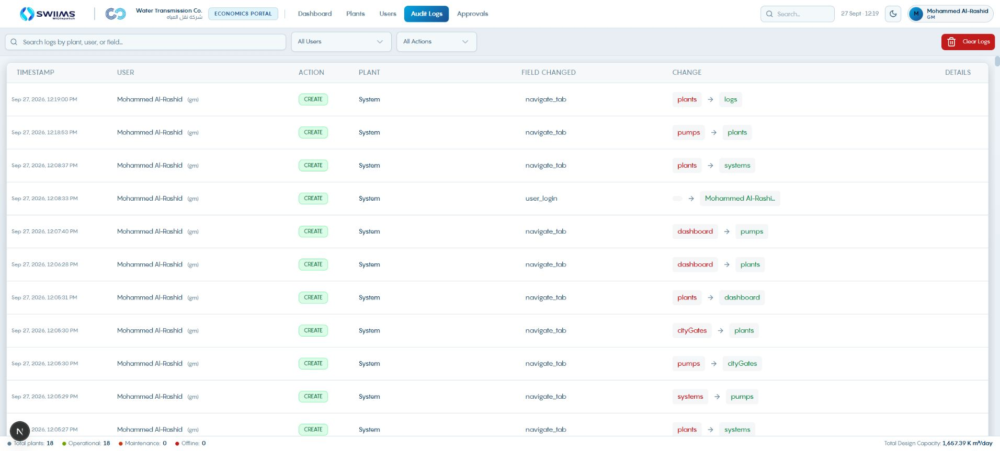 SWIIMS
WIDispatch
Water Transmission Co.
شركة نقل المياه
ECONOMICS PORTAL
Dashboard Plants Users Audit Logs Approvals
Search...
27 Sept · 12:19
M
Mohammed Al-Rashid
GM
Search logs by plant, user, or field...
All Users
All Actions
Clear Logs
TIMESTAMP USER ACTION PLANT FIELD CHANGED CHANGE DETAILS
Sep 27, 2026, 12:19:00 PM Mohammed Al-Rashid (gm) CREATE System navigate_tab plants → logs
Sep 27, 2026, 12:18:53 PM Mohammed Al-Rashid (gm) CREATE System navigate_tab pumps → plants
Sep 27, 2026, 12:08:37 PM Mohammed Al-Rashid (gm) CREATE System navigate_tab plants → systems
Sep 27, 2026, 12:08:33 PM Mohammed Al-Rashid (gm) CREATE System user_login → Mohammed Al-Rashi...
Sep 27, 2026, 12:07:40 PM Mohammed Al-Rashid (gm) CREATE System navigate_tab dashboard → pumps
Sep 27, 2026, 12:06:28 PM Mohammed Al-Rashid (gm) CREATE System navigate_tab dashboard → plants
Sep 27, 2026, 12:05:31 PM Mohammed Al-Rashid (gm) CREATE System navigate_tab plants → dashboard
Sep 27, 2026, 12:05:30 PM Mohammed Al-Rashid (gm) CREATE System navigate_tab cityGates → plants
Sep 27, 2026, 12:05:30 PM Mohammed Al-Rashid (gm) CREATE System navigate_tab pumps → cityGates
Sep 27, 2026, 12:05:29 PM Mohammed Al-Rashid (gm) CREATE System navigate_tab systems → pumps
2026, 12:05:27 PM Mohammed Al-Rashid (gm) CREATE System navigate_tab plants → systems
N
Total plants: 18 Operational: 18 Maintenance: 0 Offline: 0 Total Design Capacity: 1,657.39 K m³/day